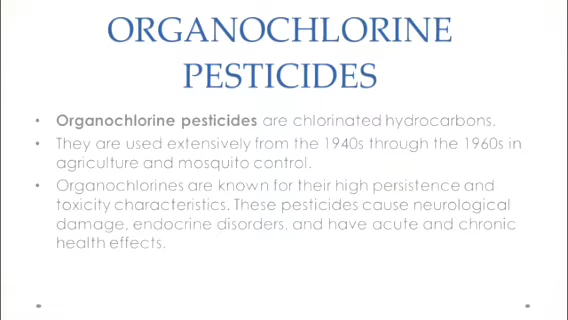 ORGANOCHLORINE
PESTICIDES
• Organochlorine pesticides are chlorinated hydrocarbons.
• They are used extensively from the 1940s through the 1960s in
agriculture and mosquito control.
• Organochlorines are known for their high persistence and
toxicity characteristics. These pesticides cause neurological
damage, endocrine disorders, and have acute and chronic
health effects.